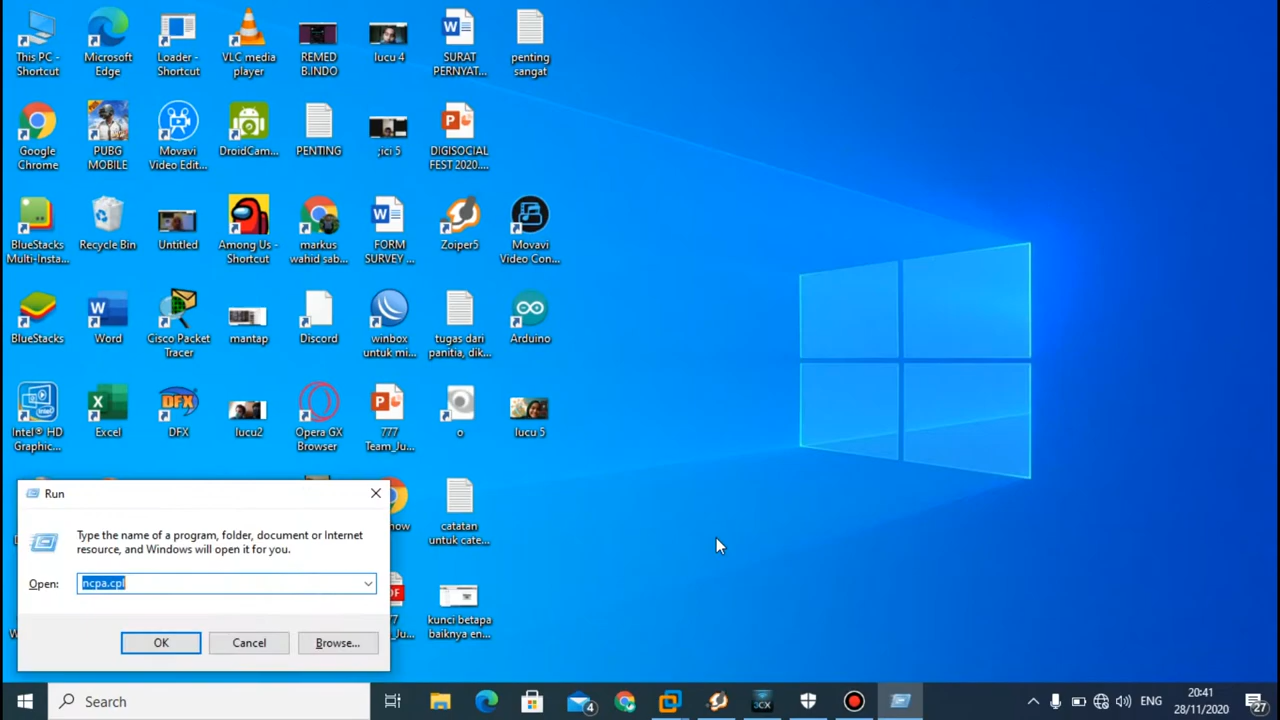 This PC -
Shortcut
Microsoft
Edge
Loader -
Shortcut
VLC media
player
REMED
B.INDO
lucu 4
SURAT
PERNYAT...
penting
sangat
Google
Chrome
PUBG
MOBILE
Movavi
Video Edit...
DroidCam...
PENTING
;ici 5
DIGISOCIAL
FEST 2020....
BlueStacks
Multi-Insta...
Recycle Bin
Untitled
Among Us -
Shortcut
markus
wahid sab...
FORM
SURVEY ...
Zoiper5
Movavi
Video Con...
BlueStacks
Word
Cisco Packet
Tracer
mantap
Discord
winbox
untuk mi...
tugas dari
panitia, dik...
Arduino
Intel® HD
Graphic...
Excel
DFX
lucu2
Opera GX
Browser
777
Team_Ju...
o
lucu 5
catatan
untuk cate...
kunci betapa
baiknya en...
Run
Type the name of a program, folder, document or Internet
resource, and Windows will open it for you.
Open: ncpa.cpl
OK Cancel Browse...
Search
4
3CX
ENG
20:41
28/11/2020
27